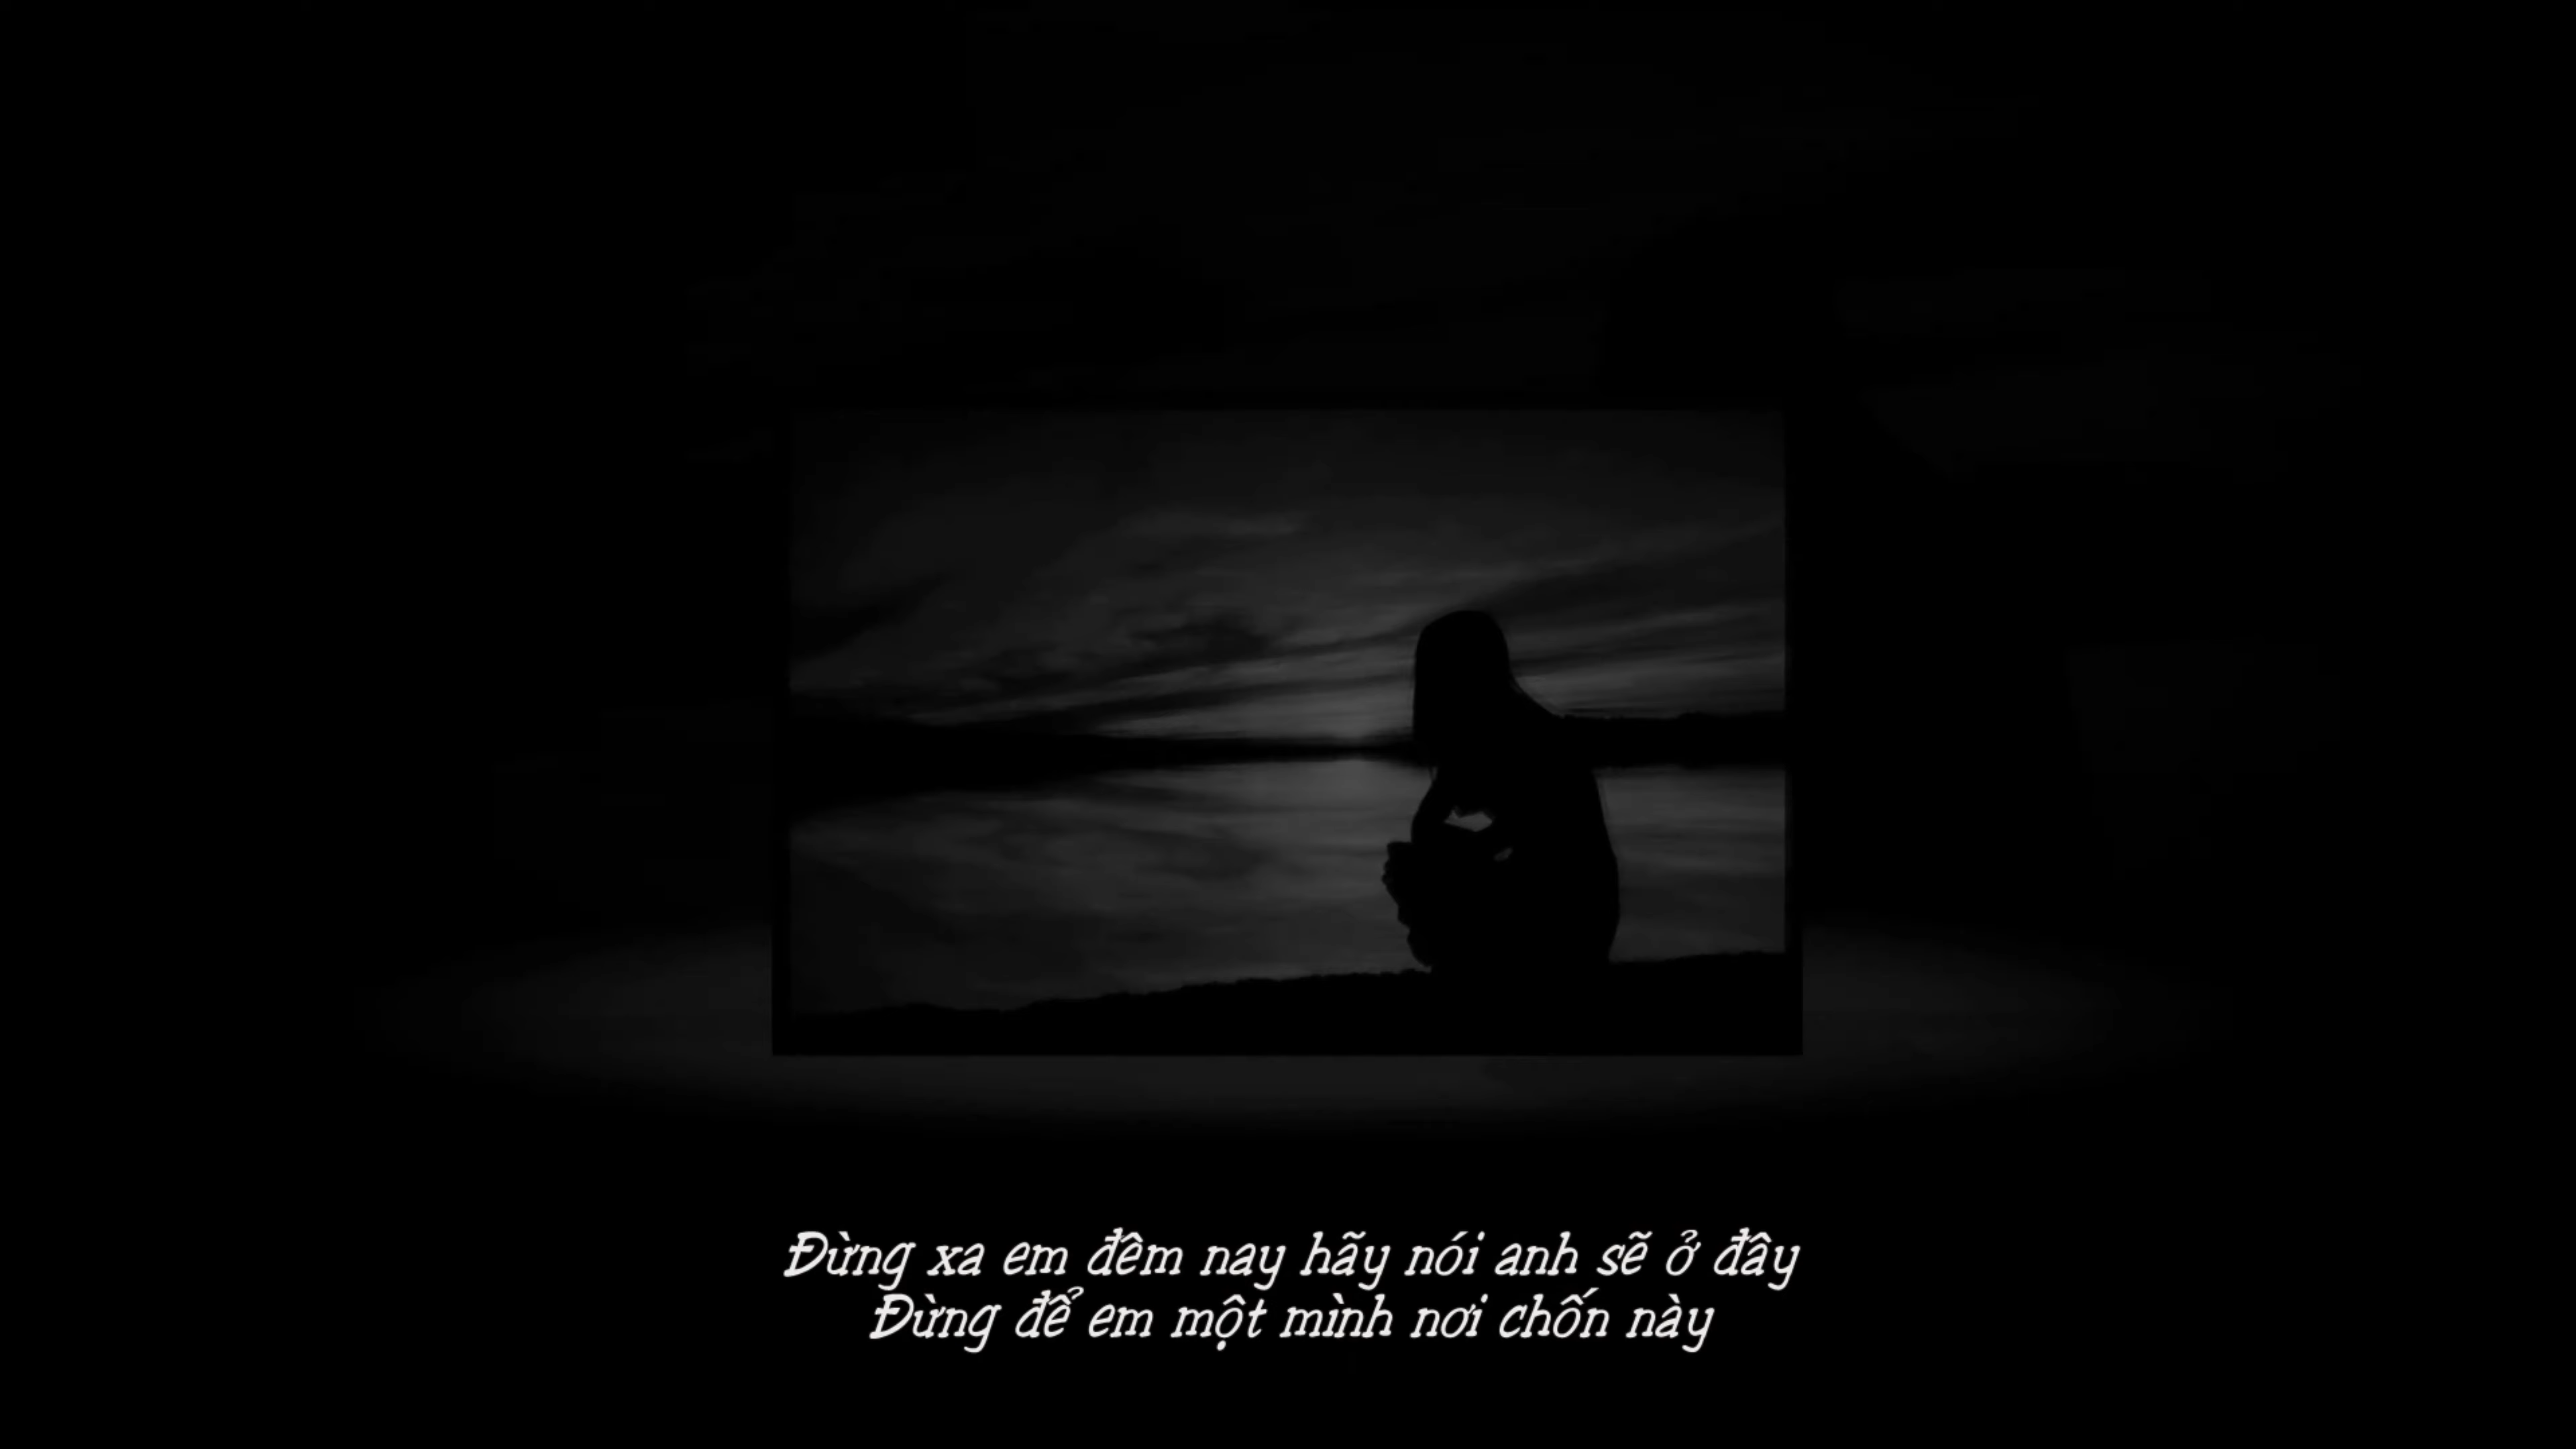 Đừng xa em đêm nay hãy nói anh sẽ ở đây
Đừng để em một mình nơi chốn này